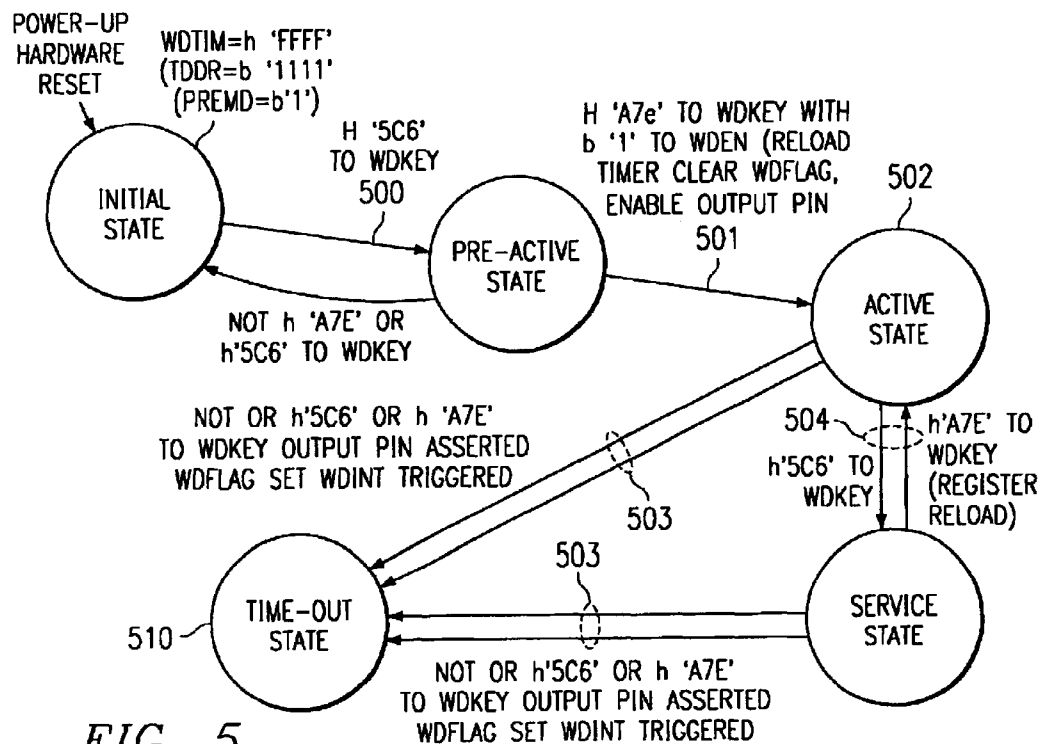 POWER-UP
HARDWARE
RESET
WDTIM=h 'FFFF'
(TDDR=b '1111'
(PREMD=b'1')
INITIAL
STATE
H '5C6'
TO WDKEY
500
PRE-ACTIVE
STATE
NOT h 'A7E' OR
h'5C6' TO WDKEY
H 'A7e' TO WDKEY WITH
b '1' TO WDEN (RELOAD
TIMER CLEAR WDFLAG,
ENABLE OUTPUT PIN
501
502
ACTIVE
STATE
NOT OR h'5C6' OR h 'A7E'
TO WDKEY OUTPUT PIN ASSERTED
WDFLAG SET WDINT TRIGGERED
503
504
h'5C6' TO
WDKEY
h'A7E' TO
WDKEY
(REGISTER
RELOAD)
510
TIME-OUT
STATE
503
SERVICE
STATE
NOT OR h'5C6' OR h 'A7E'
TO WDKEY OUTPUT PIN ASSERTED
WDFLAG SET WDINT TRIGGERED
FIG. 5